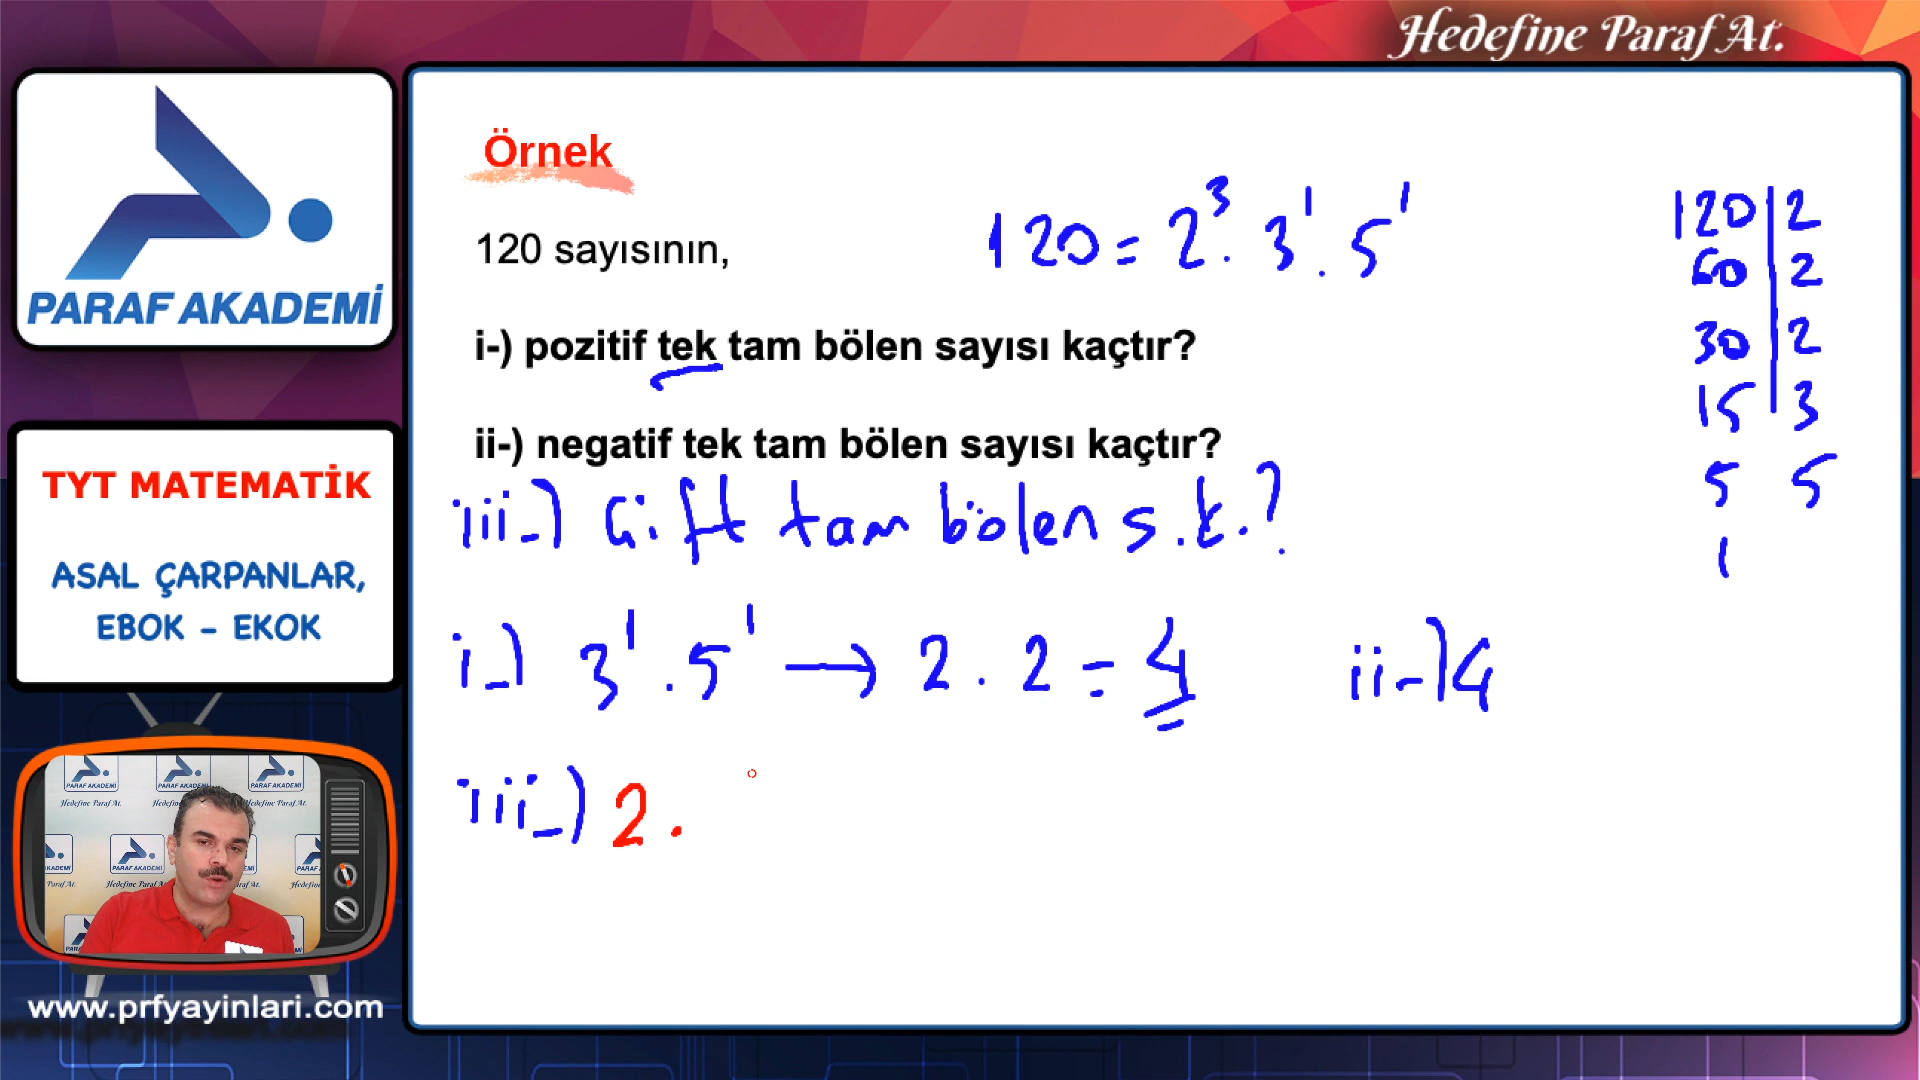 Hedefine Paraf At.
PARAF AKADEMİ
TYT MATEMATİK
ASAL ÇARPANLAR,
EBOK - EKOK
www.prfyayinlari.com
Örnek
120 sayısının,
120 = 2³ . 3¹ . 5¹
i-) pozitif tek tam bölen sayısı kaçtır?
ii-) negatif tek tam bölen sayısı kaçtır?
iii-) Çift tam bölen s.k.?
i-) 3¹ . 5¹ → 2 . 2 = 4
ii-) 4
iii-) 2 .
120 | 2
60 | 2
30 | 2
15 | 3
5 5
1